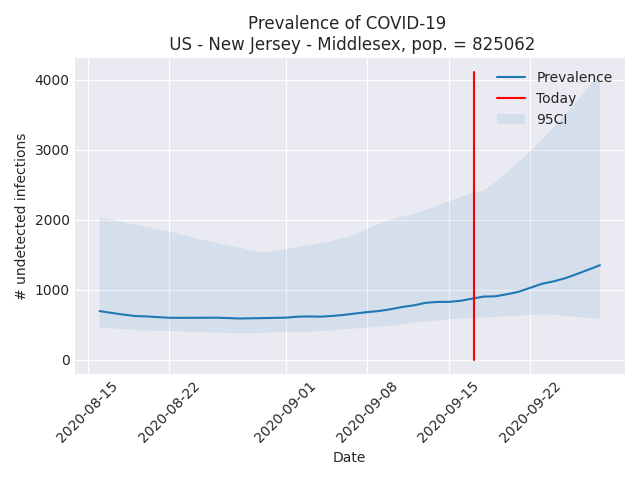 Prevalence of COVID-19
US - New Jersey - Middlesex, pop. = 825062
4000
3000
2000
1000
0
# undetected infections
Prevalence
Today
95CI
2020-08-15
2020-08-22
2020-09-01
2020-09-08
2020-09-15
2020-09-22
Date